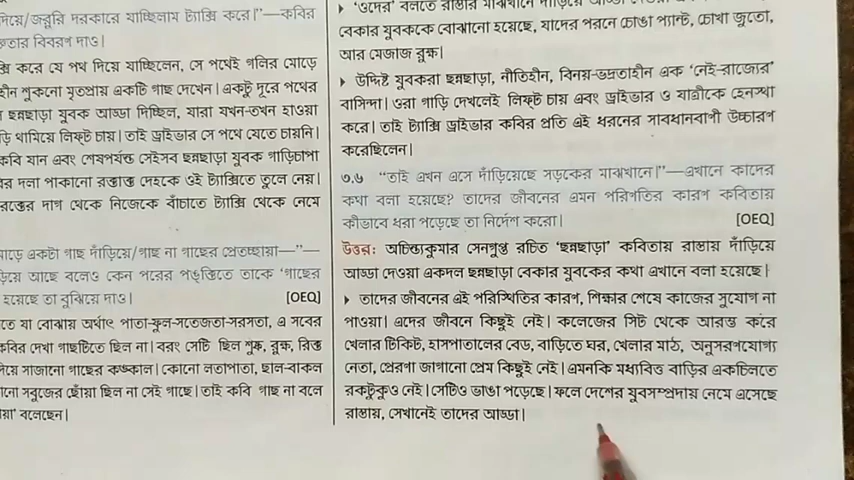 দিয়ে/জরুরি দরকারে যাচ্ছিলাম ট্যাক্সি করে।"—কবির
তার বিবরণ দাও।
ক্সি করে যে পথ দিয়ে যাচ্ছিলেন, সে পথেই গলির মোড়ে
হীন শুকনো মৃতপ্রায় একটি গাছ দেখেন। একটু দূরে পথের
ছন্নছাড়া যুবক আড্ডা দিচ্ছিল, যারা যখন-তখন হাওয়া
ড়ি থামিয়ে লিফ্‌ট চায়। তাই ড্রাইভার সে পথে যেতে চায়নি।
কবি যান এবং শেষপর্যন্ত সেইসব ছন্নছাড়া যুবক গাড়িচাপা
র দলা পাকানো রক্তাক্ত দেহকে ওই ট্যাক্সিতে তুলে নেয়।
রক্তের দাগ থেকে নিজেকে বাঁচাতে ট্যাক্সি থেকে নেমে
মোড়ে একটা গাছ দাঁড়িয়ে/গাছ না গাছের প্রেতচ্ছায়া—"—
ড়িয়ে আছে বলেও কেন পরের পঙ্‌ক্তিতে তাকে 'গাছের
হয়েছে তা বুঝিয়ে দাও। [OEQ]
তে যা বোঝায় অর্থাৎ পাতা-ফুল-সতেজতা-সরসতা, এ সবের
কবির দেখা গাছটিতে ছিল না। বরং সেটি ছিল শুষ্ক, রুক্ষ, রিক্ত
দিয়ে সাজানো গাছের কঙ্কাল। কোনো লতাপাতা, ছাল-বাকল
নো সবুজের ছোঁয়া ছিল না সেই গাছে। তাই কবি গাছ না বলে
য়া' বলেছেন।
▸ 'ওদের' বলতে রাস্তার মাঝখানে দাঁড়িয়ে আড্ডা
বেকার যুবককে বোঝানো হয়েছে, যাদের পরনে চোঙা প্যান্ট, চোখা জুতো,
আর মেজাজ রুক্ষ।
▸ উদ্দিষ্ট যুবকরা ছন্নছাড়া, নীতিহীন, বিনয়-ভদ্রতাহীন এক 'নেই-রাজ্যের'
বাসিন্দা। ওরা গাড়ি দেখলেই লিফ্‌ট চায় এবং ড্রাইভার ও যাত্রীকে হেনস্থা
করে। তাই ট্যাক্সি ড্রাইভার কবির প্রতি এই ধরনের সাবধানবাণী উচ্চারণ
করেছিলেন।
৩.৬ "তাই এখন এসে দাঁড়িয়েছে সড়কের মাঝখানে।"—এখানে কাদের
কথা বলা হয়েছে? তাদের জীবনের এমন পরিণতির কারণ কবিতায়
কীভাবে ধরা পড়েছে তা নির্দেশ করো। [OEQ]
উত্তর: অচিন্ত্যকুমার সেনগুপ্ত রচিত 'ছন্নছাড়া' কবিতায় রাস্তায় দাঁড়িয়ে
আড্ডা দেওয়া একদল ছন্নছাড়া বেকার যুবকের কথা এখানে বলা হয়েছে।
▸ তাদের জীবনের এই পরিস্থিতির কারণ, শিক্ষার শেষে কাজের সুযোগ না
পাওয়া। এদের জীবনে কিছুই নেই। কলেজের সিট থেকে আরম্ভ করে
খেলার টিকিট, হাসপাতালের বেড, বাড়িতে ঘর, খেলার মাঠ, অনুসরণযোগ্য
নেতা, প্রেরণা জাগানো প্রেম কিছুই নেই। এমনকি মধ্যবিত্ত বাড়ির একচিলতে
রকটুকুও নেই। সেটিও ভাঙা পড়েছে। ফলে দেশের যুবসম্প্রদায় নেমে এসেছে
রাস্তায়, সেখানেই তাদের আড্ডা।